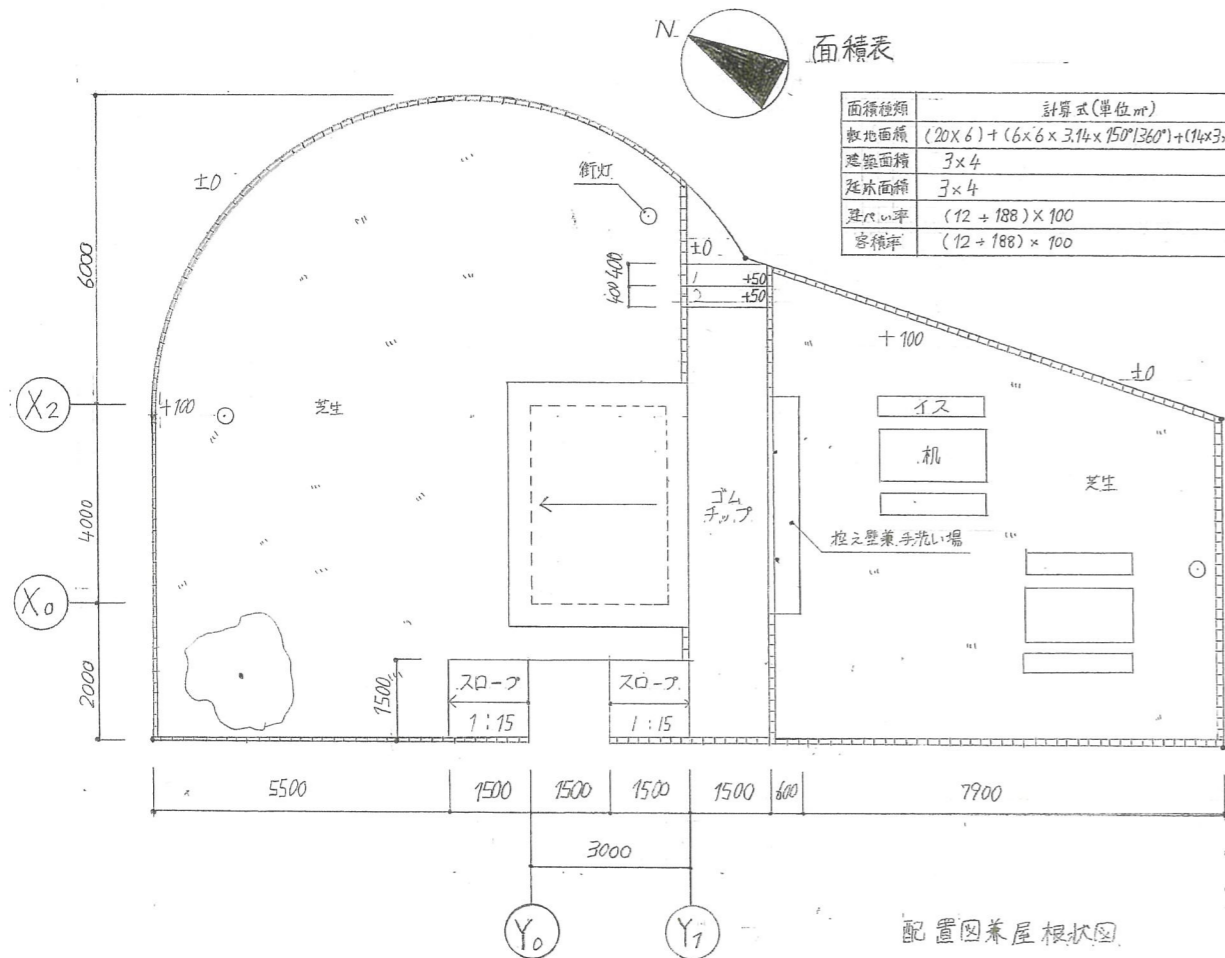 N
面積表
面積種類 計算式(単位㎡)
敷地面積 (20×6)+(6×6×3.14×150°/360°)+(14×3×
建築面積 3×4
延床面積 3×4
建ぺい率 (12÷188)×100
容積率 (12÷188)×100
±0
街灯
±0
6000
400
400
1 +50
2 +50
+100
±0
X2
+100
芝生
イス
机
芝生
4000
ゴム
チップ
控え壁兼手洗い場
X0
2000
1500
スロープ
1:15
スロープ
1:15
5500
1500
1500
1500
1500
600
7900
3000
Y0
Y1
配置図兼屋根状図